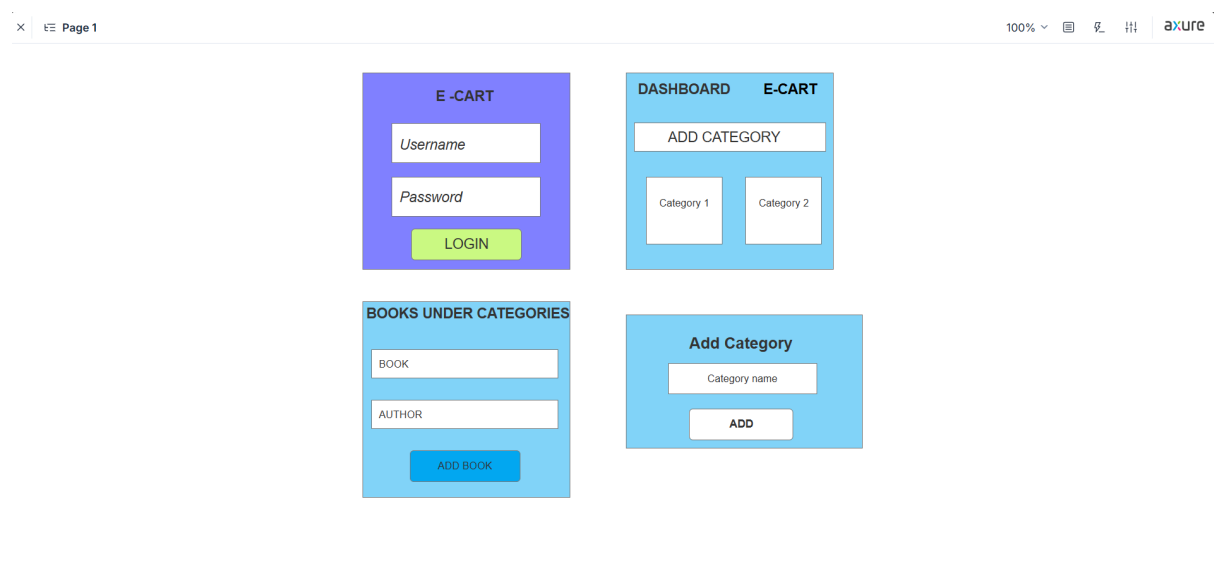 Page 1
100%
axure
E -CART
Username
Password
LOGIN
DASHBOARD E-CART
ADD CATEGORY
Category 1 Category 2
BOOKS UNDER CATEGORIES
BOOK
AUTHOR
ADD BOOK
Add Category
Category name
ADD